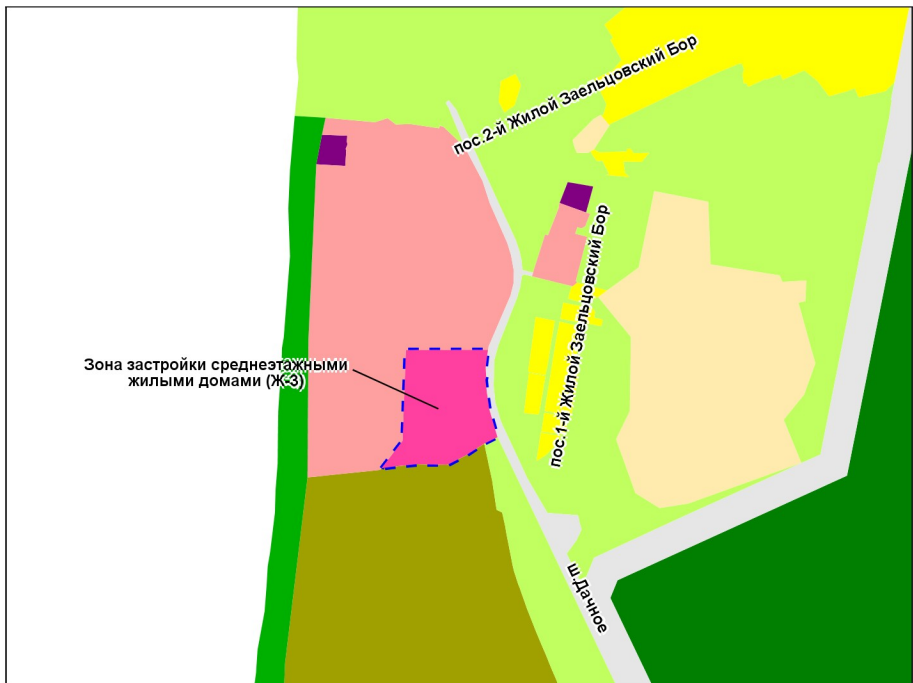 пос.2-й Жилой Заельцовский Бор
пос.1-й Жилой Заельцовский Бор
Зона застройки среднеэтажными
жилыми домами (Ж-3)
ш.Дачное